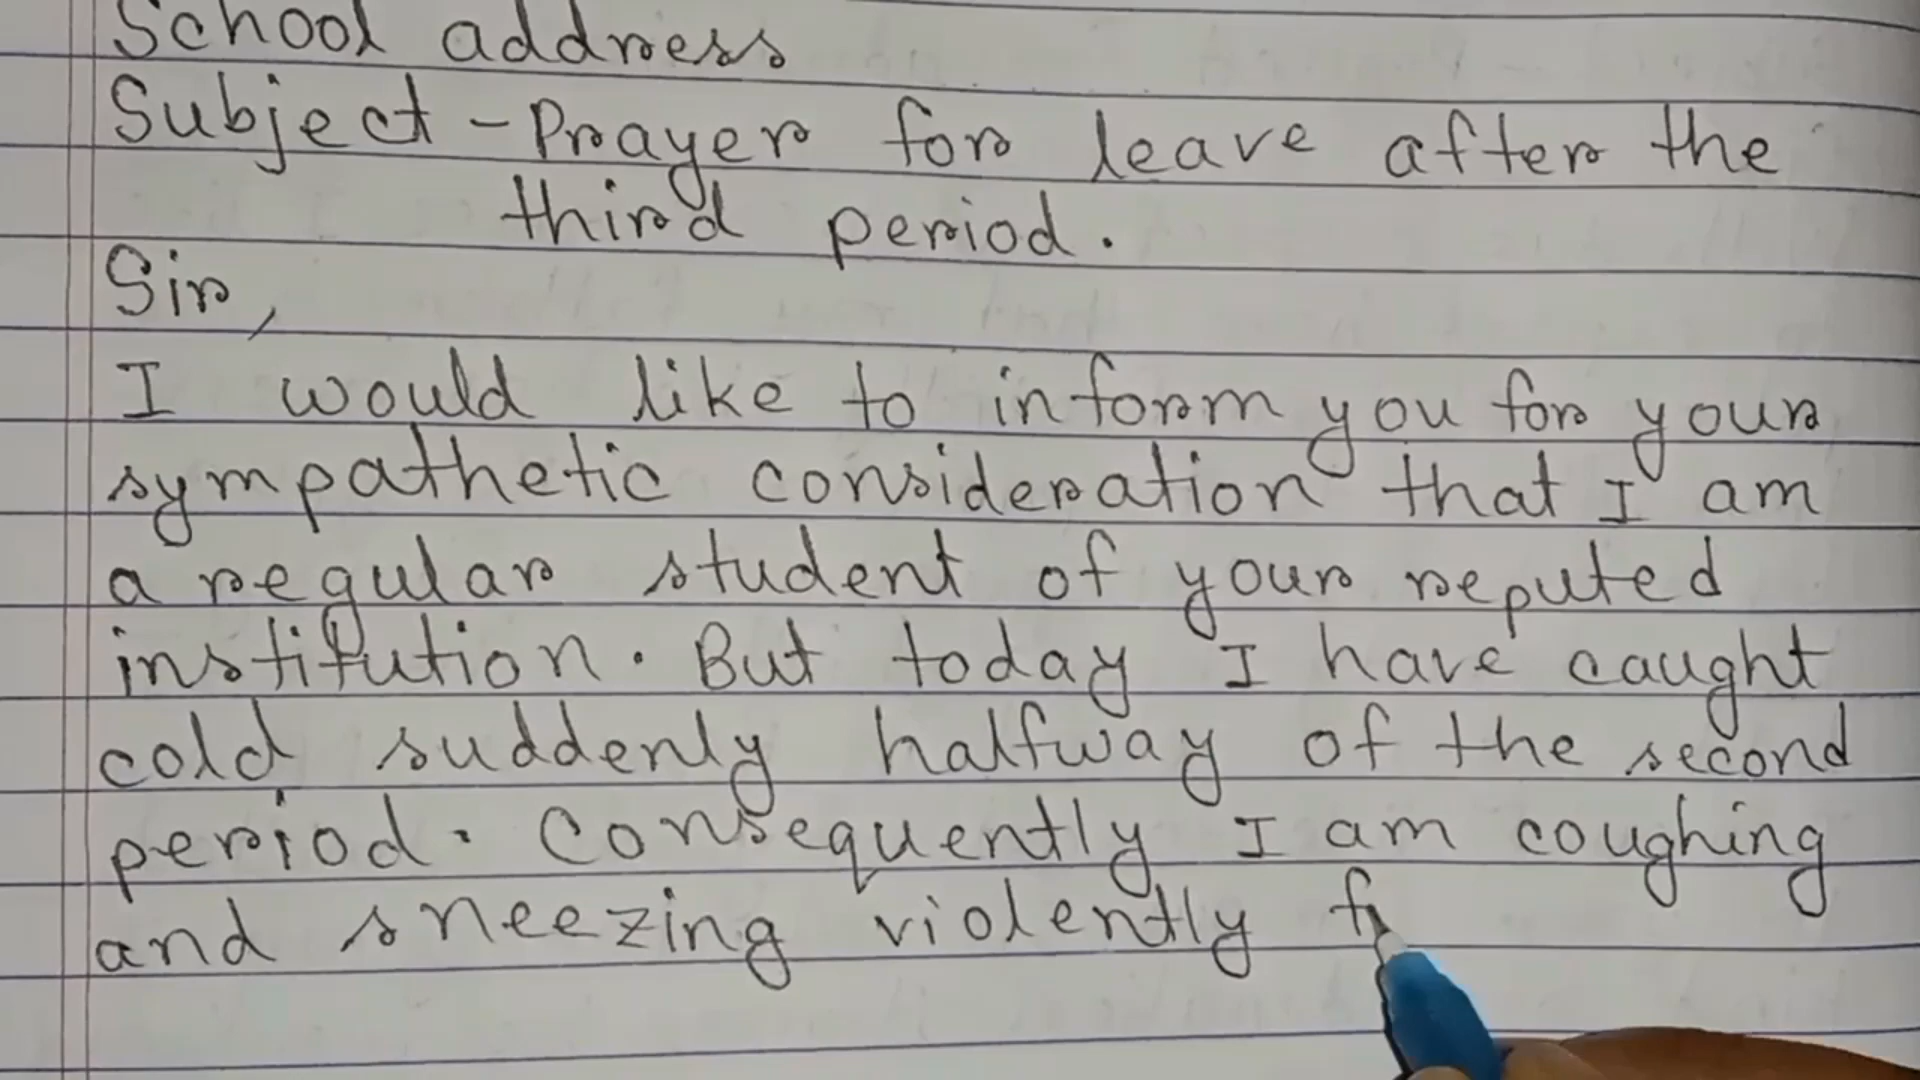 School address
Subject - Prayer for leave after the
third period.
Sir,
I would like to inform you for your
sympathetic consideration that I am
a regular student of your reputed
institution. But today I have caught
cold suddenly halfway of the second
period. Consequently I am coughing
and sneezing violently